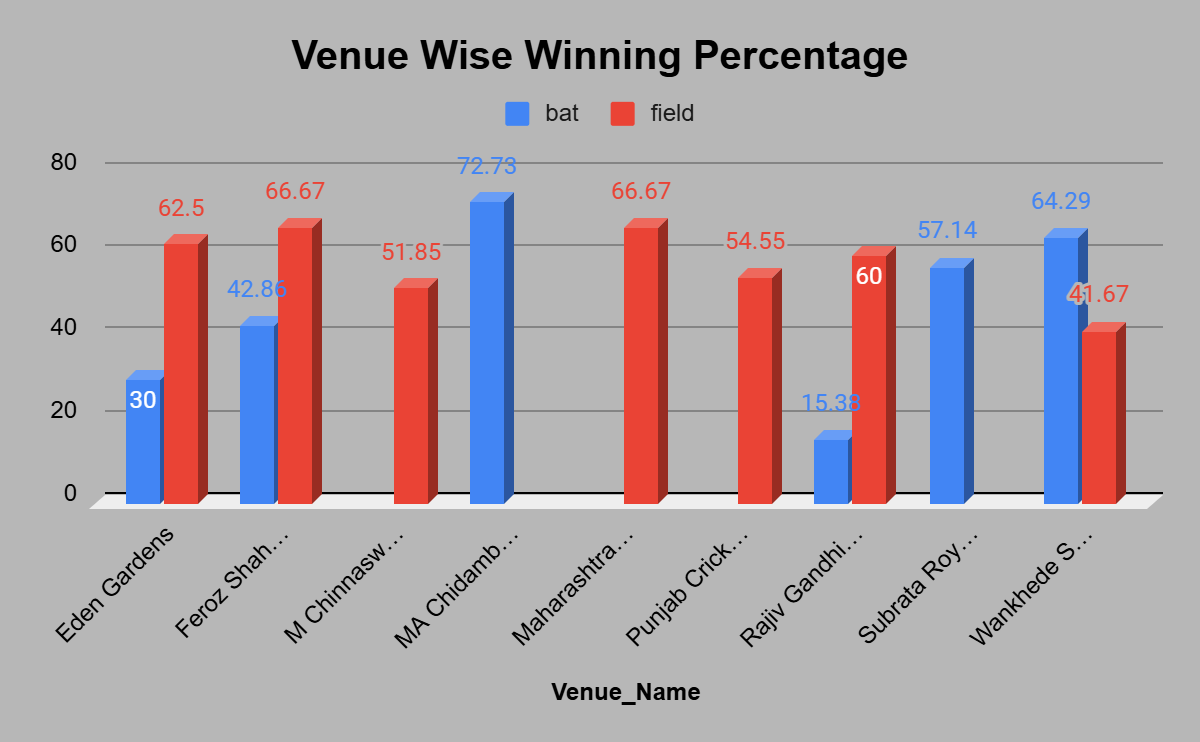 Venue Wise Winning Percentage
bat field
80
60
40
20
0
30
62.5
42.86
66.67
51.85
72.73
66.67
54.55
15.38
60
57.14
64.29
41.67
Eden Gardens
Feroz Shah…
M Chinnasw…
MA Chidamb…
Maharashtra…
Punjab Crick…
Rajiv Gandhi…
Subrata Roy…
Wankhede S…
Venue_Name